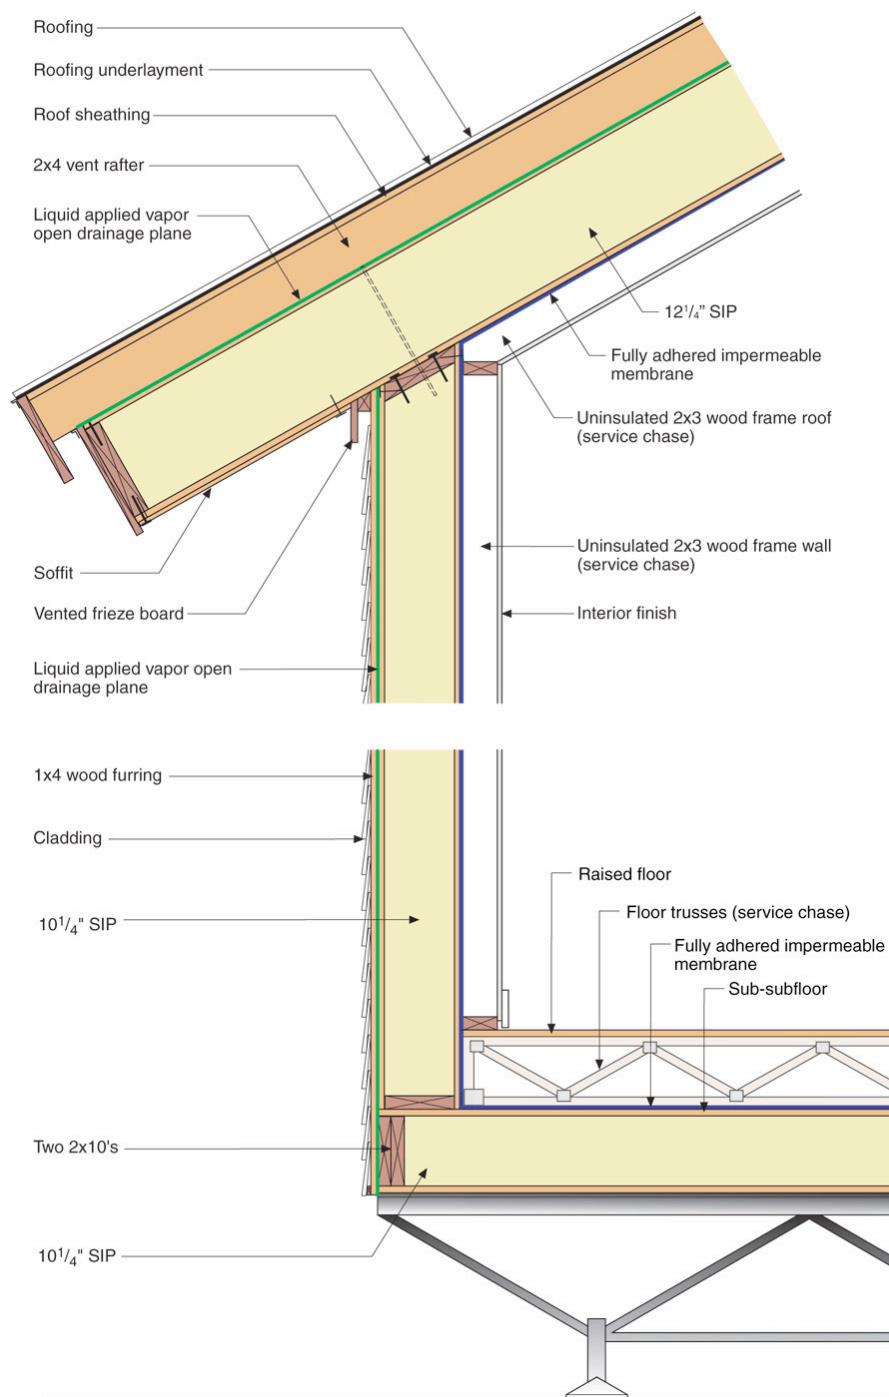 Roofing
Roofing underlayment
Roof sheathing
2x4 vent rafter
Liquid applied vapor
open drainage plane
12¹/₄” SIP
Fully adhered impermeable
membrane
Uninsulated 2x3 wood frame roof
(service chase)
Uninsulated 2x3 wood frame wall
(service chase)
Soffit
Vented frieze board
Interior finish
Liquid applied vapor open
drainage plane
1x4 wood furring
Cladding
Raised floor
10¹/₄" SIP
Floor trusses (service chase)
Fully adhered impermeable
membrane
Sub-subfloor
Two 2x10's
10¹/₄" SIP